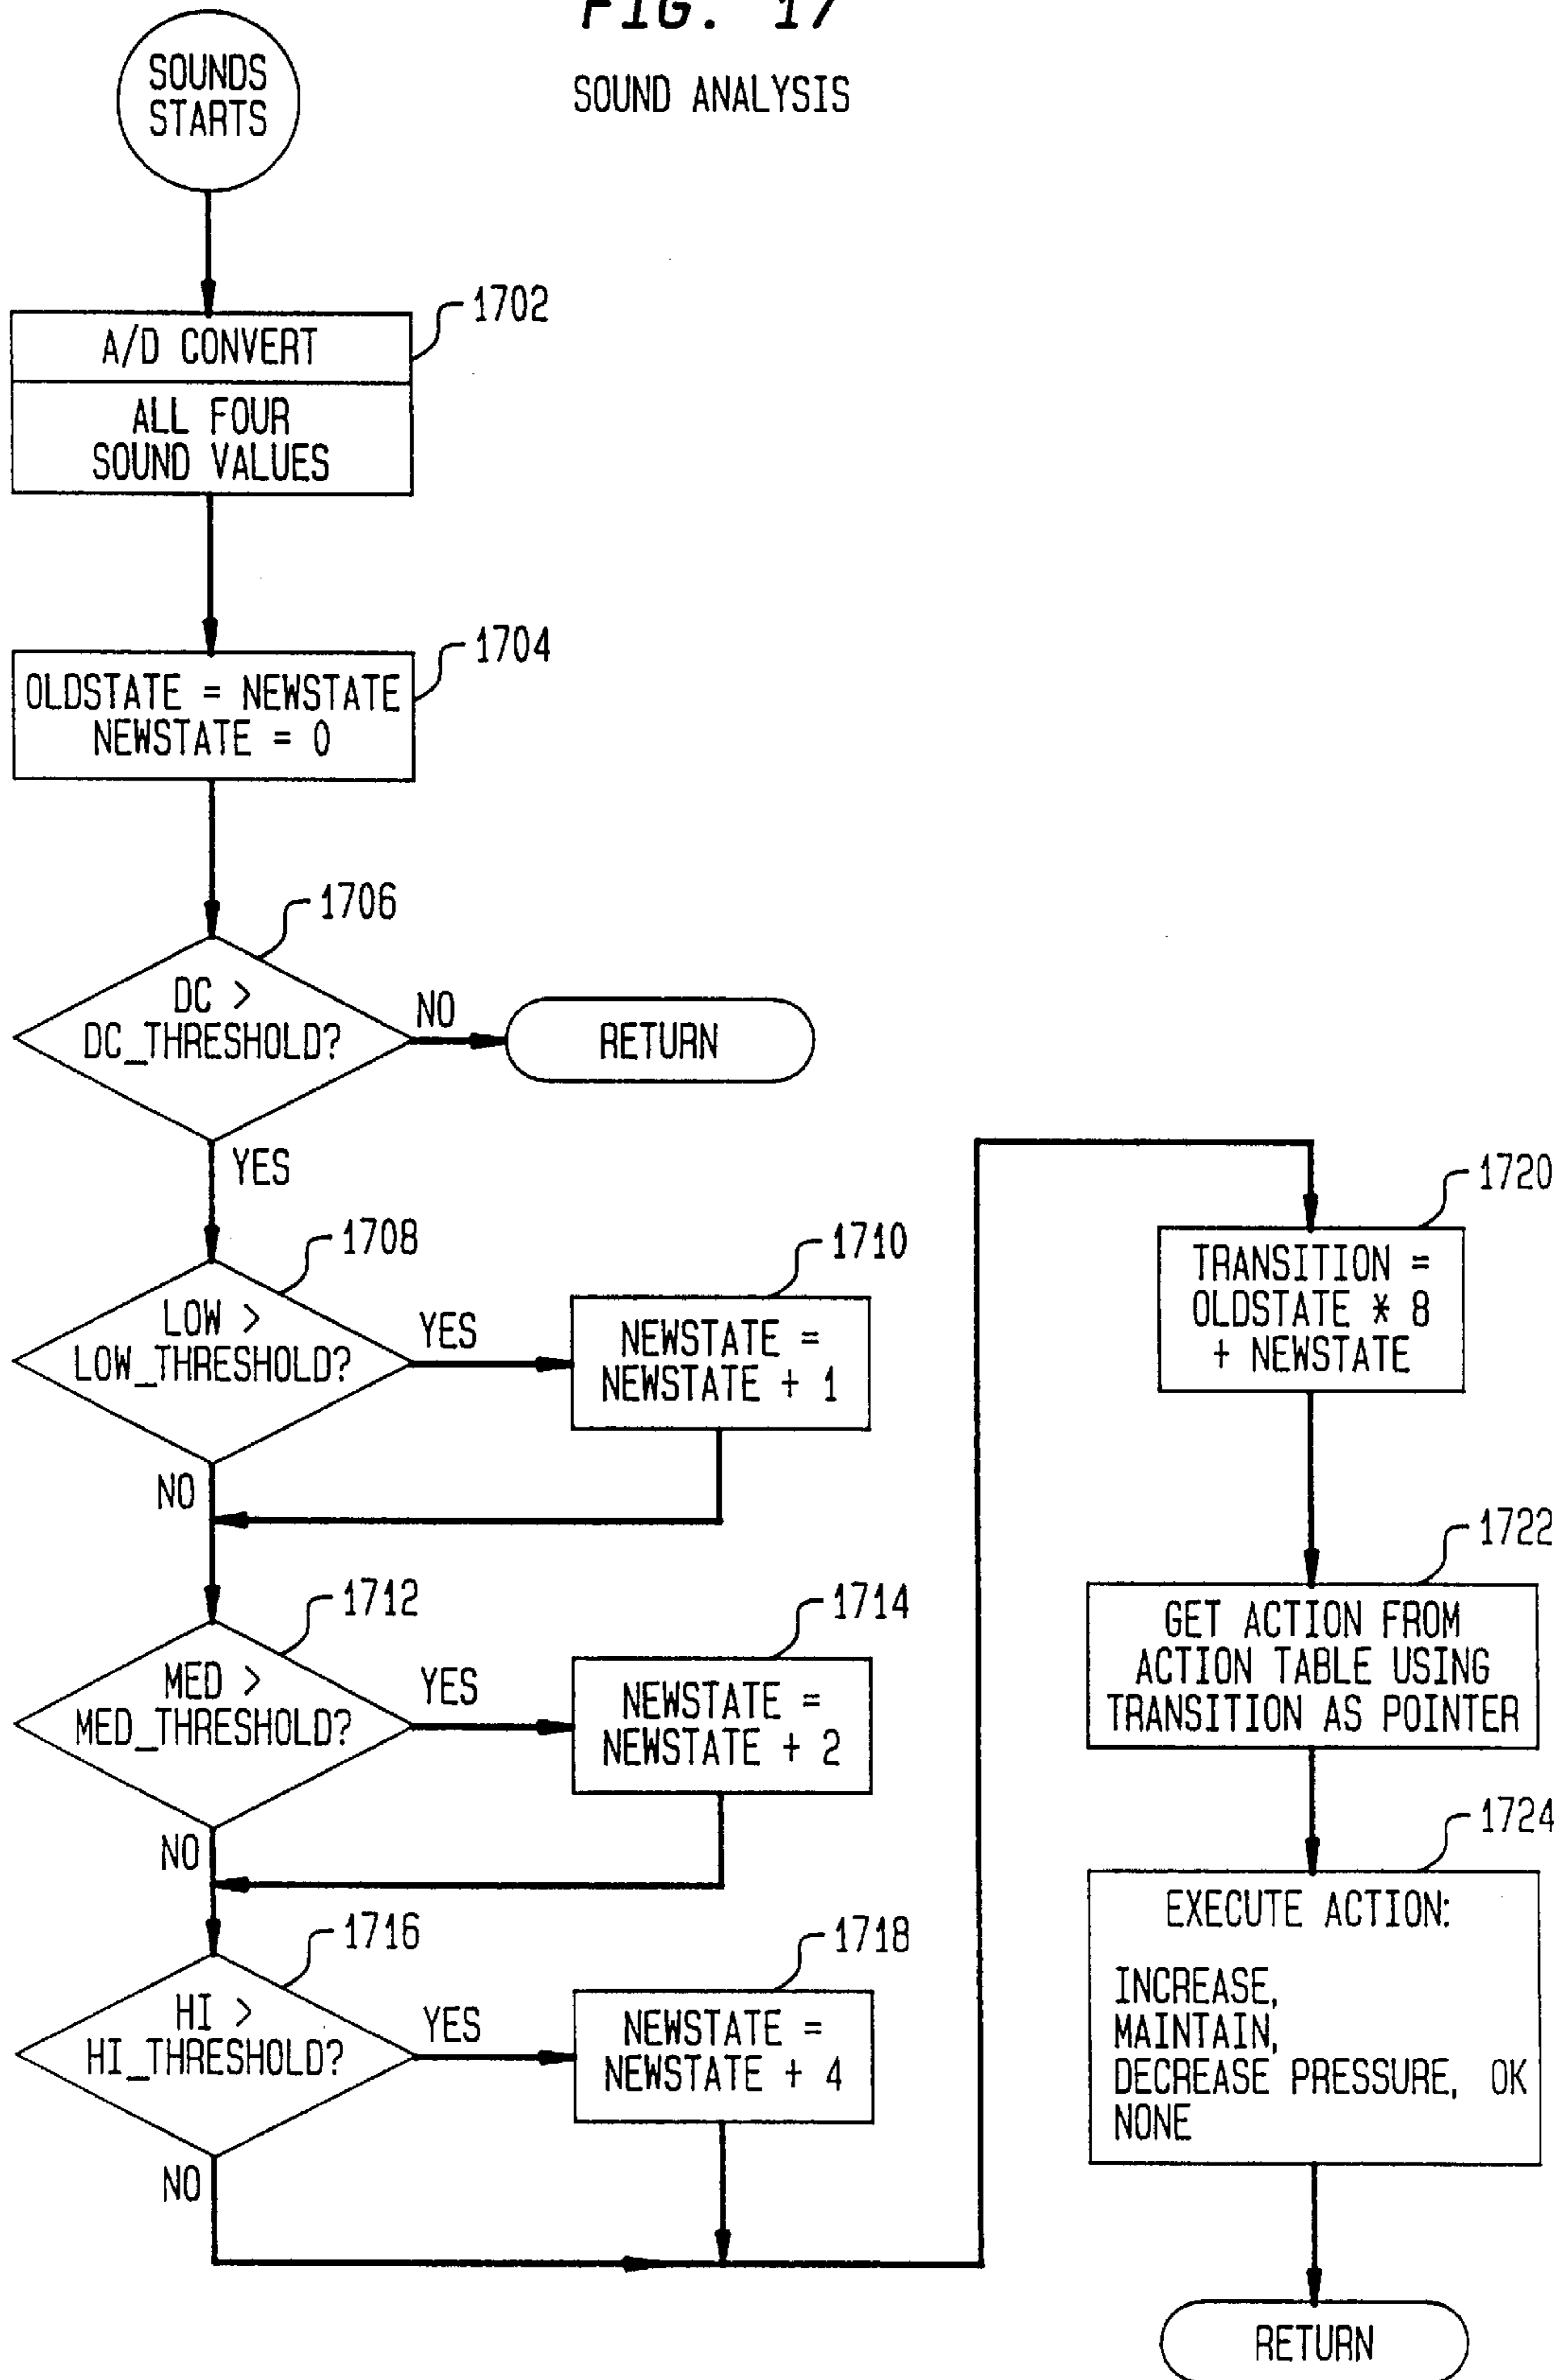 FIG. 17
SOUND ANALYSIS
SOUNDS
STARTS
1702
A/D CONVERT
ALL FOUR
SOUND VALUES
1704
OLDSTATE = NEWSTATE
NEWSTATE = 0
1706
DC >
DC_THRESHOLD?
NO
RETURN
YES
1708
LOW >
LOW_THRESHOLD?
YES
1710
NEWSTATE =
NEWSTATE + 1
NO
1712
MED >
MED_THRESHOLD?
YES
1714
NEWSTATE =
NEWSTATE + 2
NO
1716
HI >
HI_THRESHOLD?
YES
1718
NEWSTATE =
NEWSTATE + 4
NO
1720
TRANSITION =
OLDSTATE * 8
+ NEWSTATE
1722
GET ACTION FROM
ACTION TABLE USING
TRANSITION AS POINTER
1724
EXECUTE ACTION:
INCREASE,
MAINTAIN,
DECREASE PRESSURE, OK
NONE
RETURN